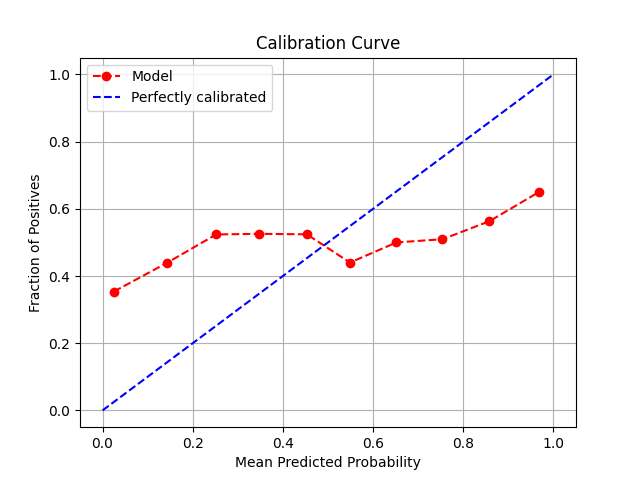 Calibration Curve
Model
Perfectly calibrated
1.0
0.8
0.6
0.4
0.2
0.0
Fraction of Positives
0.0 0.2 0.4 0.6 0.8 1.0
Mean Predicted Probability